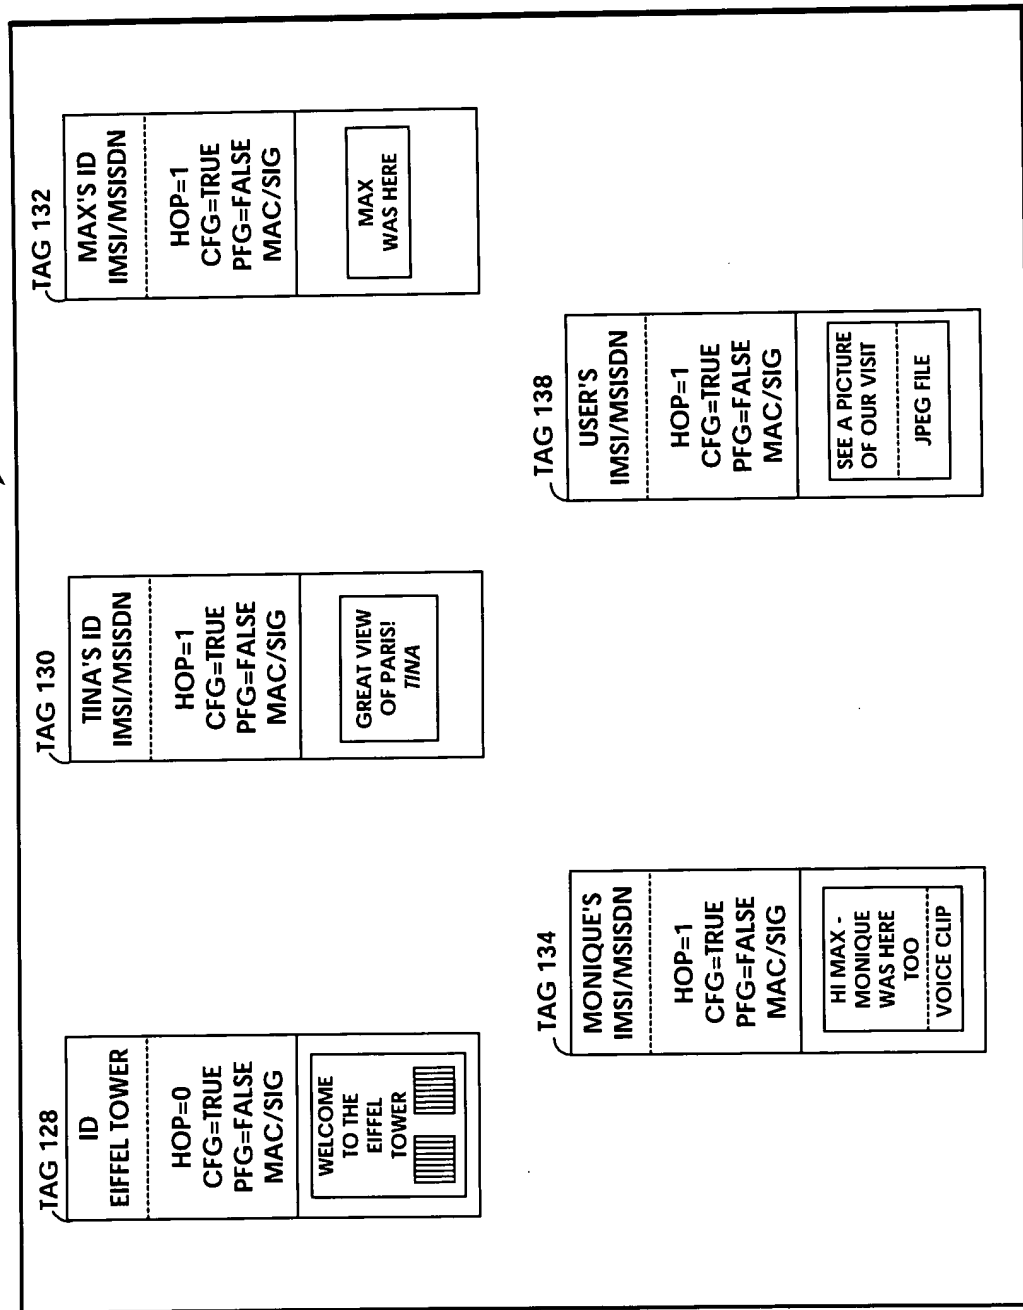 TAG 128
ID
EIFFEL TOWER
HOP=0
CFG=TRUE
PFG=FALSE
MAC/SIG
WELCOME
TO THE
EIFFEL
TOWER
TAG 130
TINA'S ID
IMSI/MSISDN
HOP=1
CFG=TRUE
PFG=FALSE
MAC/SIG
GREAT VIEW
OF PARIS!
TINA
TAG 132
MAX'S ID
IMSI/MSISDN
HOP=1
CFG=TRUE
PFG=FALSE
MAC/SIG
MAX
WAS HERE
TAG 134
MONIQUE'S
IMSI/MSISDN
HOP=1
CFG=TRUE
PFG=FALSE
MAC/SIG
HI MAX -
MONIQUE
WAS HERE
TOO
VOICE CLIP
TAG 138
USER'S
IMSI/MSISDN
HOP=1
CFG=TRUE
PFG=FALSE
MAC/SIG
SEE A PICTURE
OF OUR VISIT
JPEG FILE